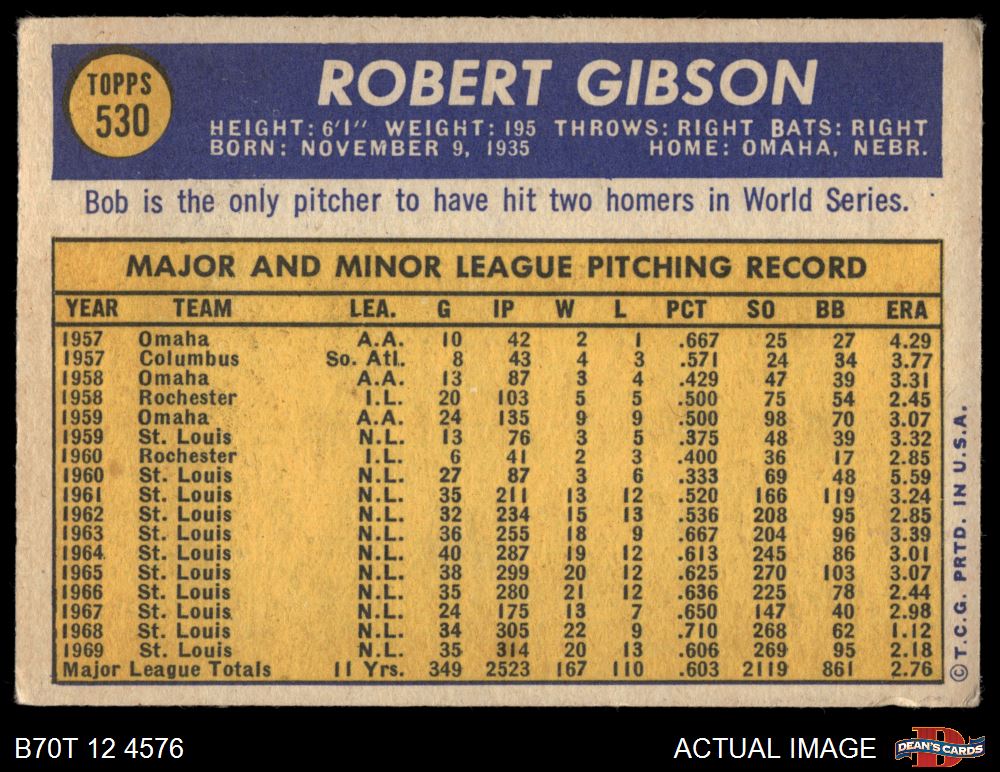 TOPPS
530
ROBERT GIBSON
HEIGHT: 6'1" WEIGHT: 195 THROWS: RIGHT BATS: RIGHT
BORN: NOVEMBER 9, 1935 HOME: OMAHA, NEBR.
Bob is the only pitcher to have hit two homers in World Series.
MAJOR AND MINOR LEAGUE PITCHING RECORD
YEAR TEAM LEA. G IP W L PCT SO BB ERA
1957 Omaha A.A. 10 42 2 1 .667 25 27 4.29
1957 Columbus So. Atl. 8 43 4 3 .571 24 34 3.77
1958 Omaha A.A. 13 87 3 4 .429 47 39 3.31
1958 Rochester I.L. 20 103 5 5 .500 75 54 2.45
1959 Omaha A.A. 24 135 9 9 .500 98 70 3.07
1959 St. Louis N.L. 13 76 3 5 .375 48 39 3.32
1960 Rochester I.L. 6 41 2 3 .400 36 17 2.85
1960 St. Louis N.L. 27 87 3 6 .333 69 48 5.59
1961 St. Louis N.L. 35 211 13 12 .520 166 119 3.24
1962 St. Louis N.L. 32 234 15 13 .536 208 95 2.85
1963 St. Louis N.L. 36 255 18 9 .667 204 96 3.39
1964 St. Louis N.L. 40 287 19 12 .613 245 86 3.01
1965 St. Louis N.L. 38 299 20 12 .625 270 103 3.07
1966 St. Louis N.L. 35 280 21 12 .636 225 78 2.44
1967 St. Louis N.L. 24 175 13 7 .650 147 40 2.98
1968 St. Louis N.L. 34 305 22 9 .710 268 62 1.12
1969 St. Louis N.L. 35 314 20 13 .606 269 95 2.18
Major League Totals 11 Yrs. 349 2523 167 110 .603 2119 861 2.76
© T.C.G. PRTD. IN U.S.A.
B70T 12 4576
ACTUAL IMAGE
D
DEAN'S CARDS